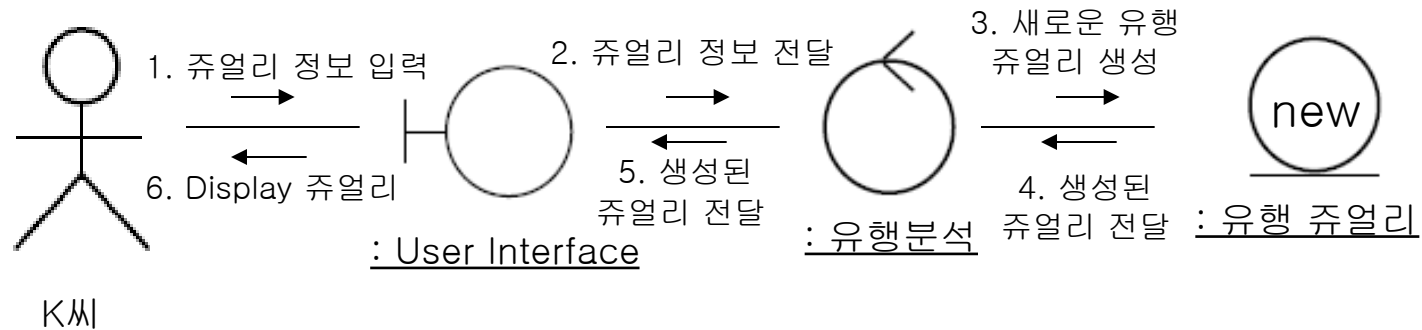 1. 쥬얼리 정보 입력
2. 쥬얼리 정보 전달
3. 새로운 유행
쥬얼리 생성
new
6. Display 쥬얼리
5. 생성된
쥬얼리 전달
4. 생성된
쥬얼리 전달
: User Interface
: 유행분석
: 유행 쥬얼리
K씨